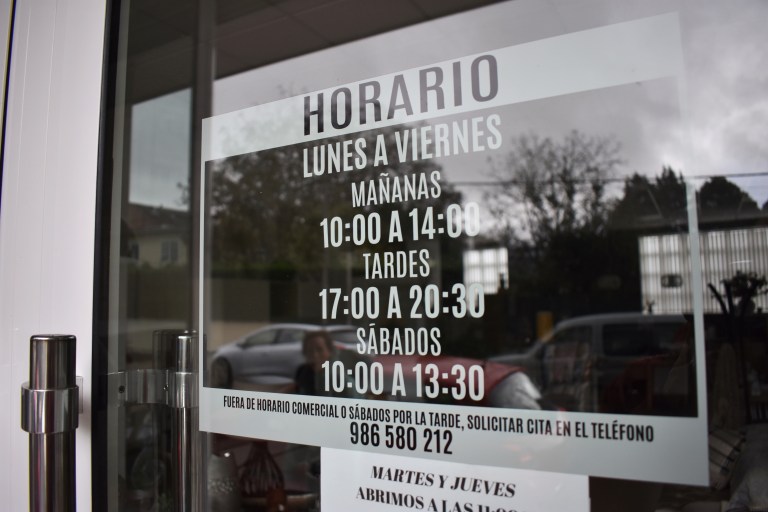 HORARIO
LUNES A VIERNES
MAÑANAS
10:00 A 14:00
TARDES
17:00 A 20:30
SÁBADOS
10:00 A 13:30
FUERA DE HORARIO COMERCIAL O SÁBADOS POR LA TARDE, SOLICITAR CITA EN EL TELÉFONO
986 580 212
MARTES Y JUEVES
ABRIMOS A LAS